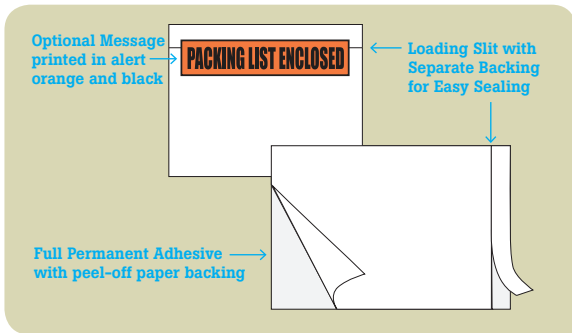 Optional Message
printed in alert
orange and black
PACKING LIST ENCLOSED
Loading Slit with
Separate Backing
for Easy Sealing
Full Permanent Adhesive
with peel-off paper backing